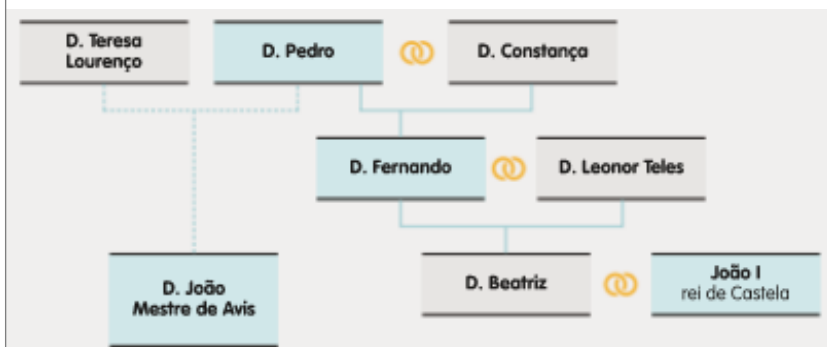 D. Teresa
Lourenço
D. Pedro
D. Constança
D. Fernando
D. Leonor Teles
D. João
Mestre de Avis
D. Beatriz
João I
rei de Castela